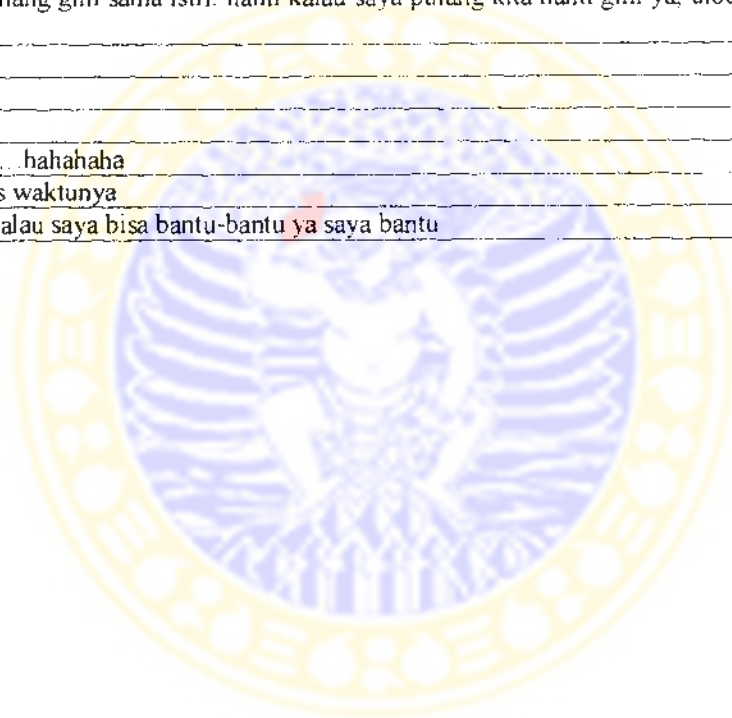 sama istri. nanti kalau saya pulang kita nanti gini ya,
... hahahaha
s waktunya
alau saya bisa bantu-bantu ya saya bantu